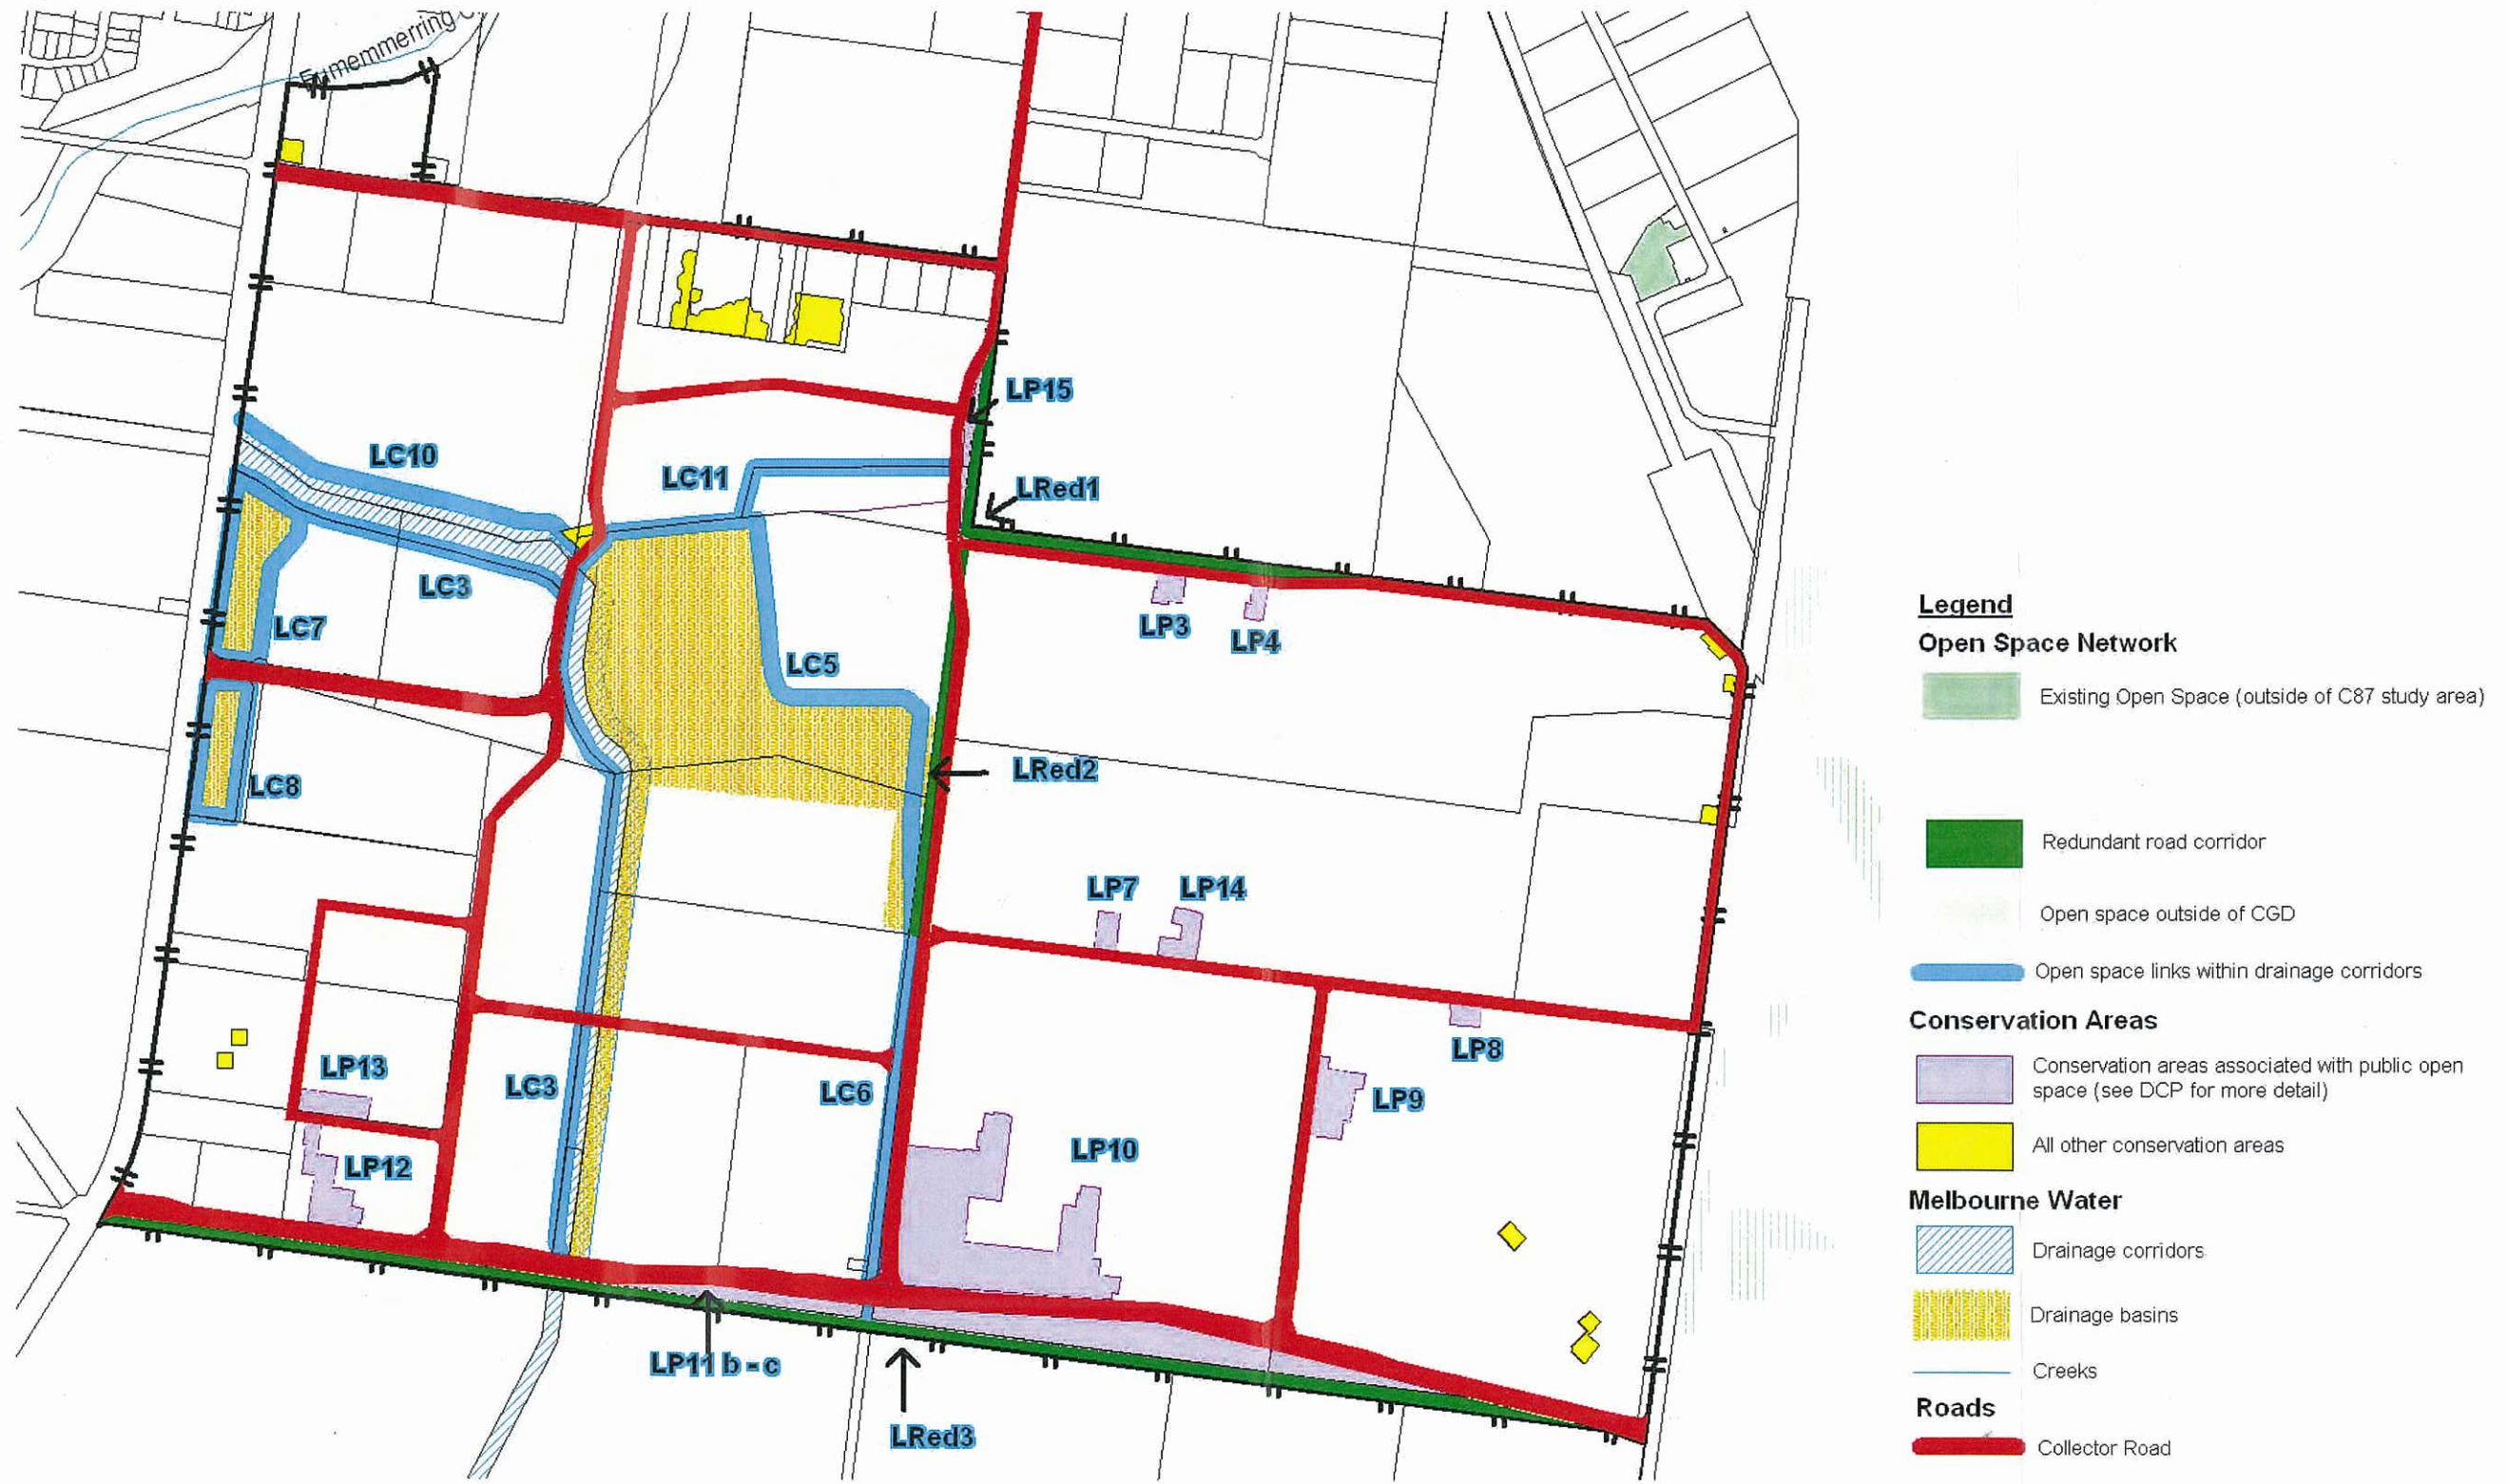 LP15
LC10
LC11
LRed1
LC3
LC7
LP3
LP4
LC5
LC8
LRed2
LP7
LP14
LP8
LP13
LC3
LC6
LP9
LP10
LP12
LP11 b - c
LRed3
Legend
Open Space Network
Existing Open Space (outside of C87 study area)
Redundant road corridor
Open space outside of CGD
Open space links within drainage corridors
Conservation Areas
Conservation areas associated with public open
space (see DCP for more detail)
All other conservation areas
Melbourne Water
Drainage corridors
Drainage basins
Creeks
Roads
Collector Road